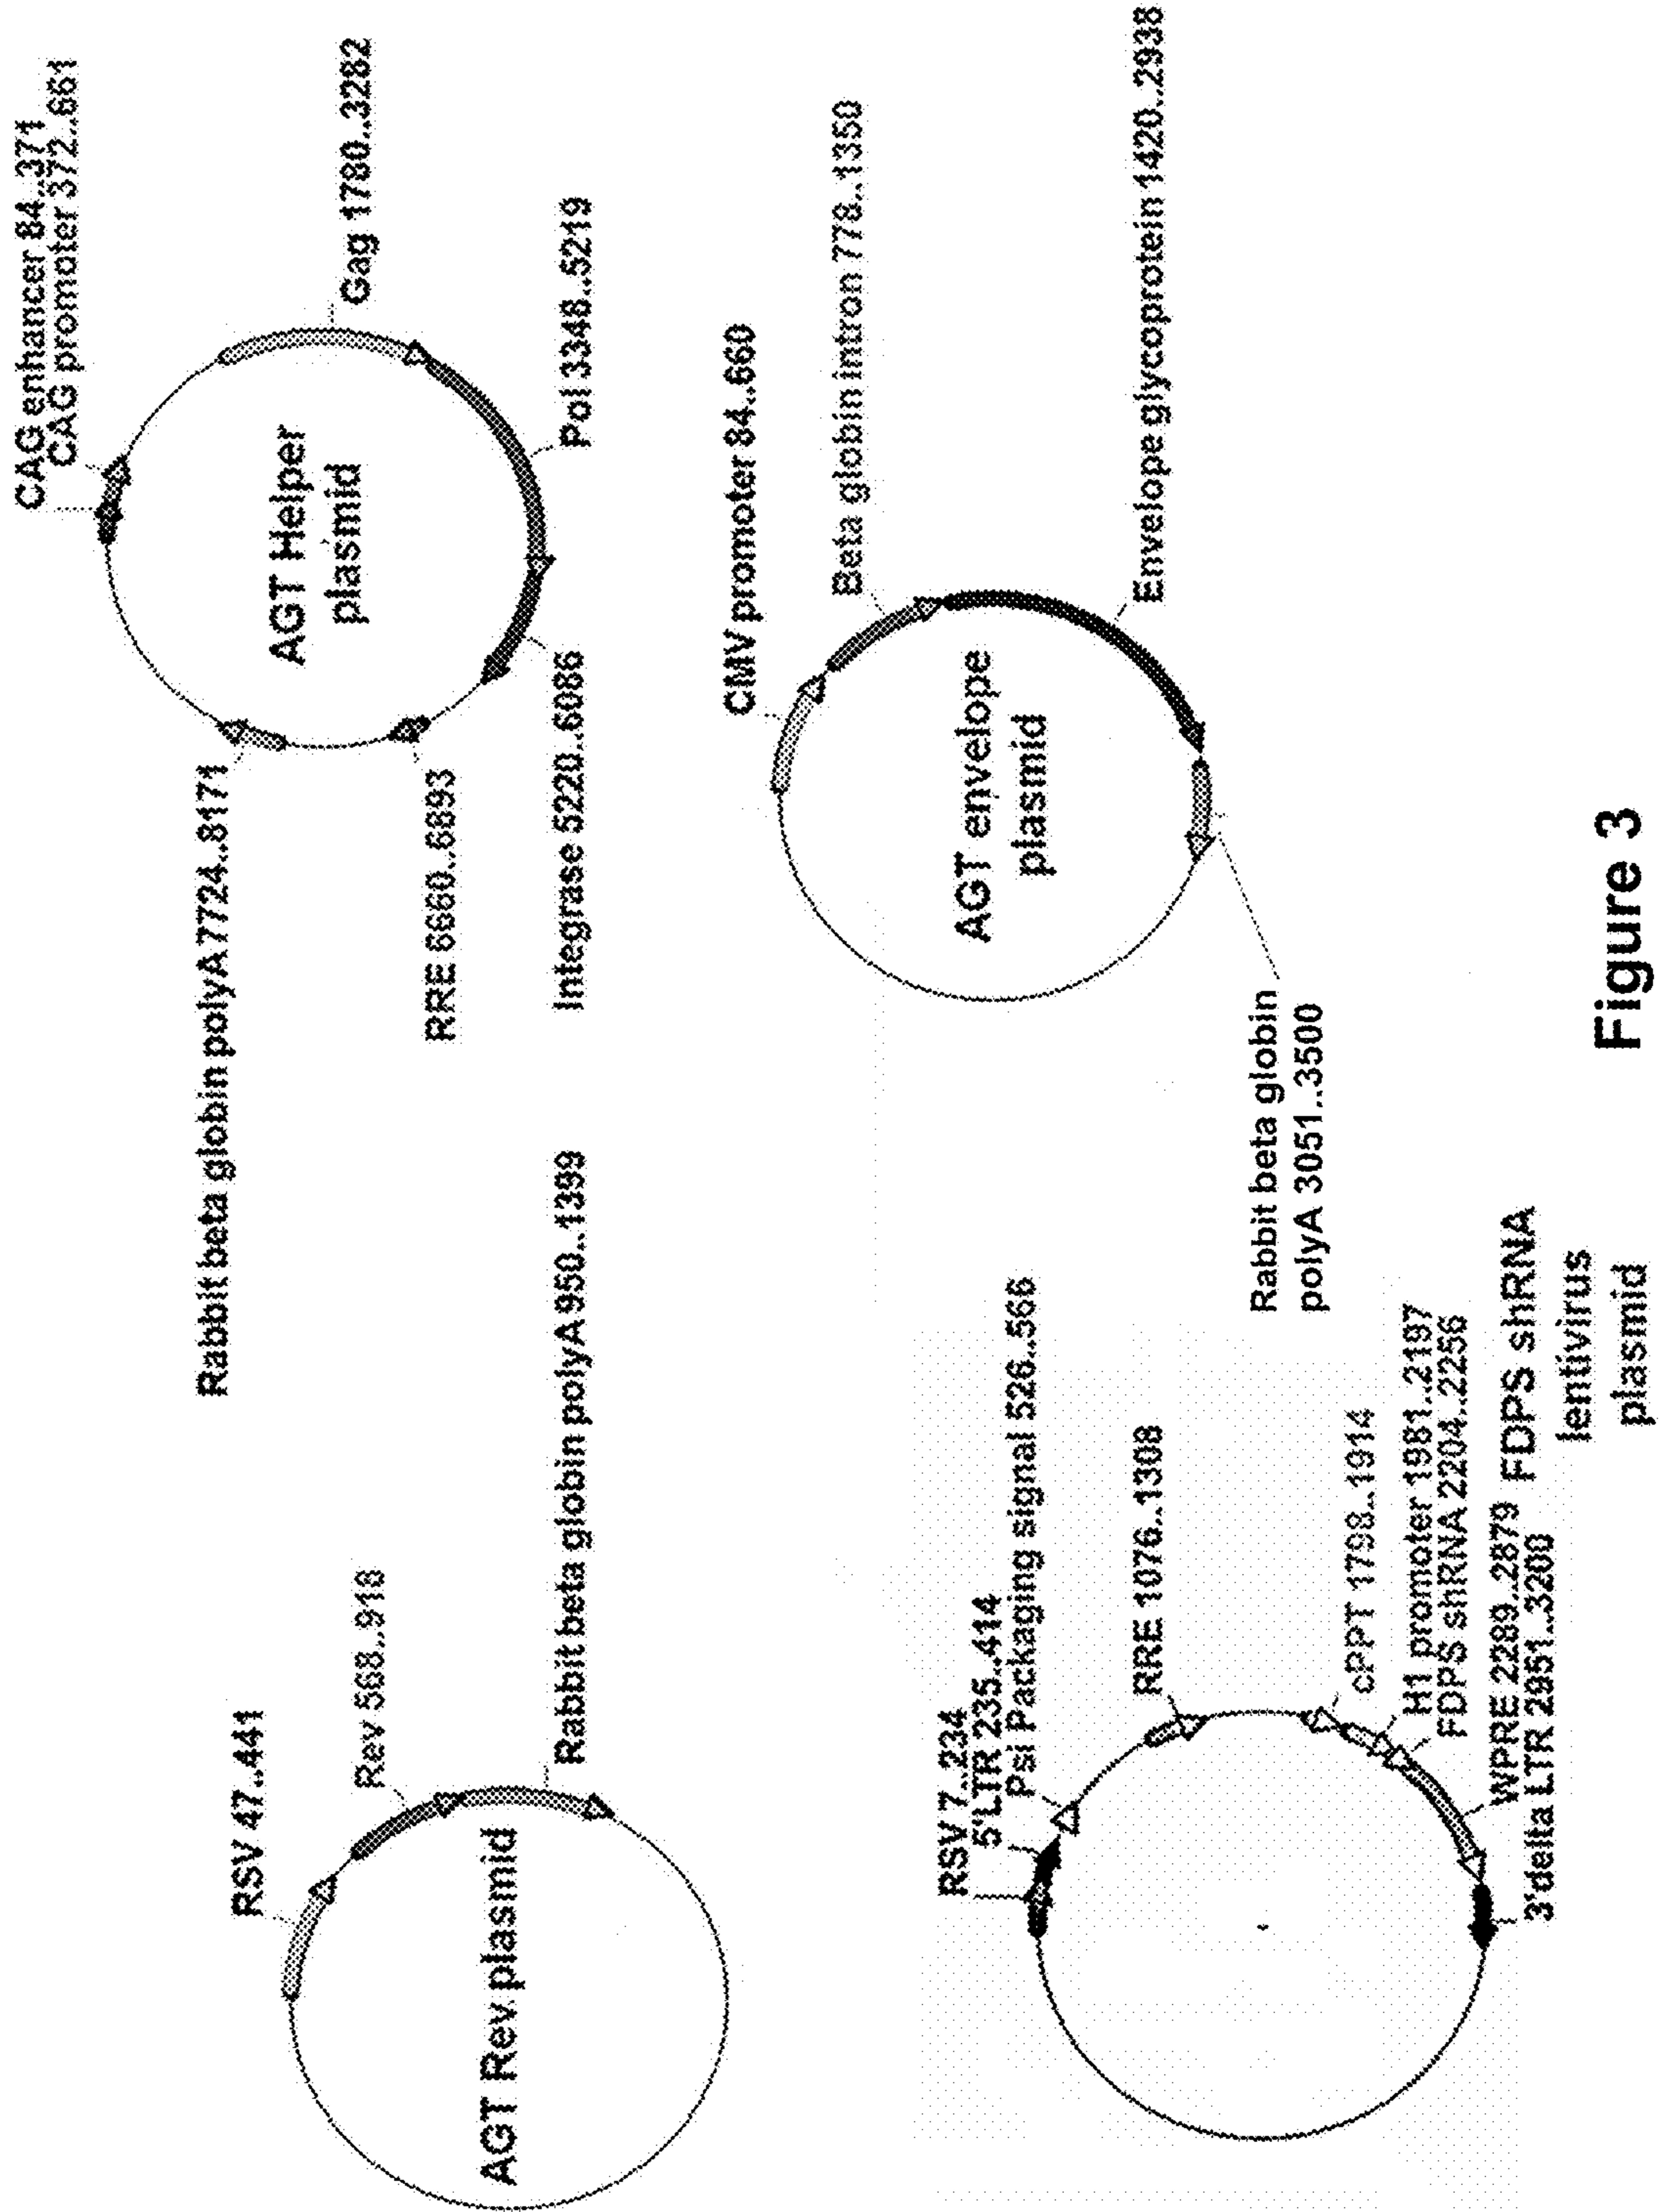 CAG enhancer 84..371
CAG promoter 372..661
Gag 1780..3282
Pol 3348..5219
Integrase 5220..6086
RRE 6660..6893
Rabbit beta globin polyA 7724..8171
AGT Helper
plasmid
RSV 47..441
Rev 568..918
Rabbit beta globin polyA 950..1399
AGT Rev plasmid
CMV promoter 84..660
Beta globin intron 778..1350
Envelope glycoprotein 1420..2938
Rabbit beta globin
polyA 3051..3500
AGT envelope
plasmid
RSV 7..234
5'LTR 235..414
Psi Packaging signal 526..566
RRE 1076..1308
cPPT 1798..1914
H1 promoter 1981..2197
FDPS shRNA 2204..2256
WPRE 2289..2879
3'delta LTR 2951..3200
FDPS shRNA
lentivirus
plasmid
Figure 3